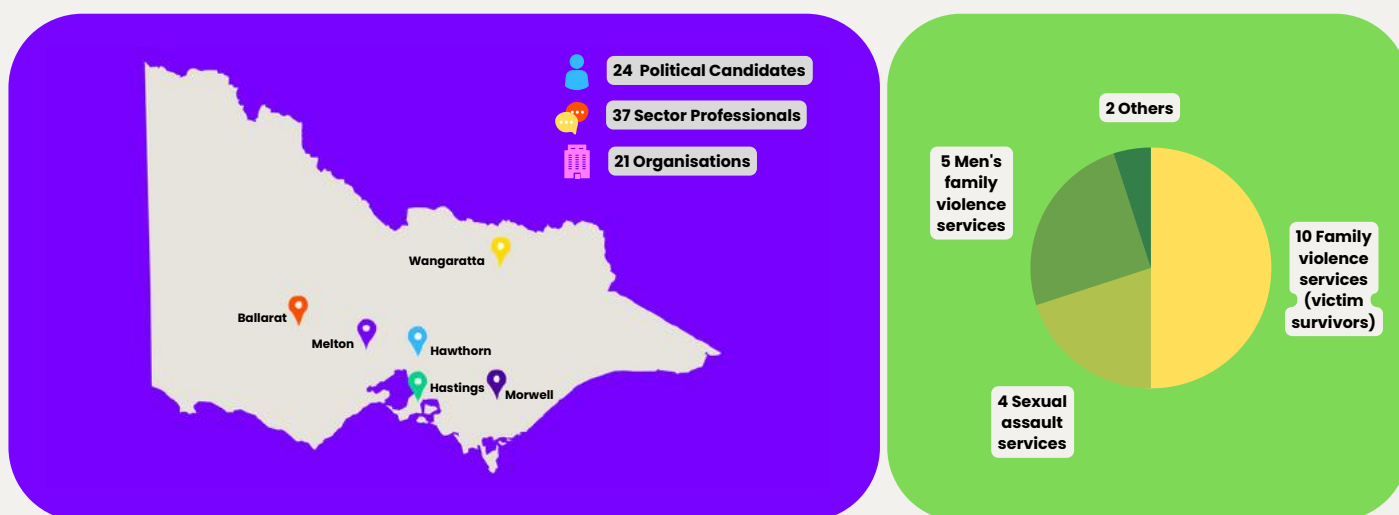 24 Political Candidates
37 Sector Professionals
21 Organisations
Wangaratta
Ballarat
Melton
Hawthorn
Hastings
Morwell
2 Others
5 Men's
family
violence
services
10 Family
violence
services
(victim
survivors)
4 Sexual
assault
services